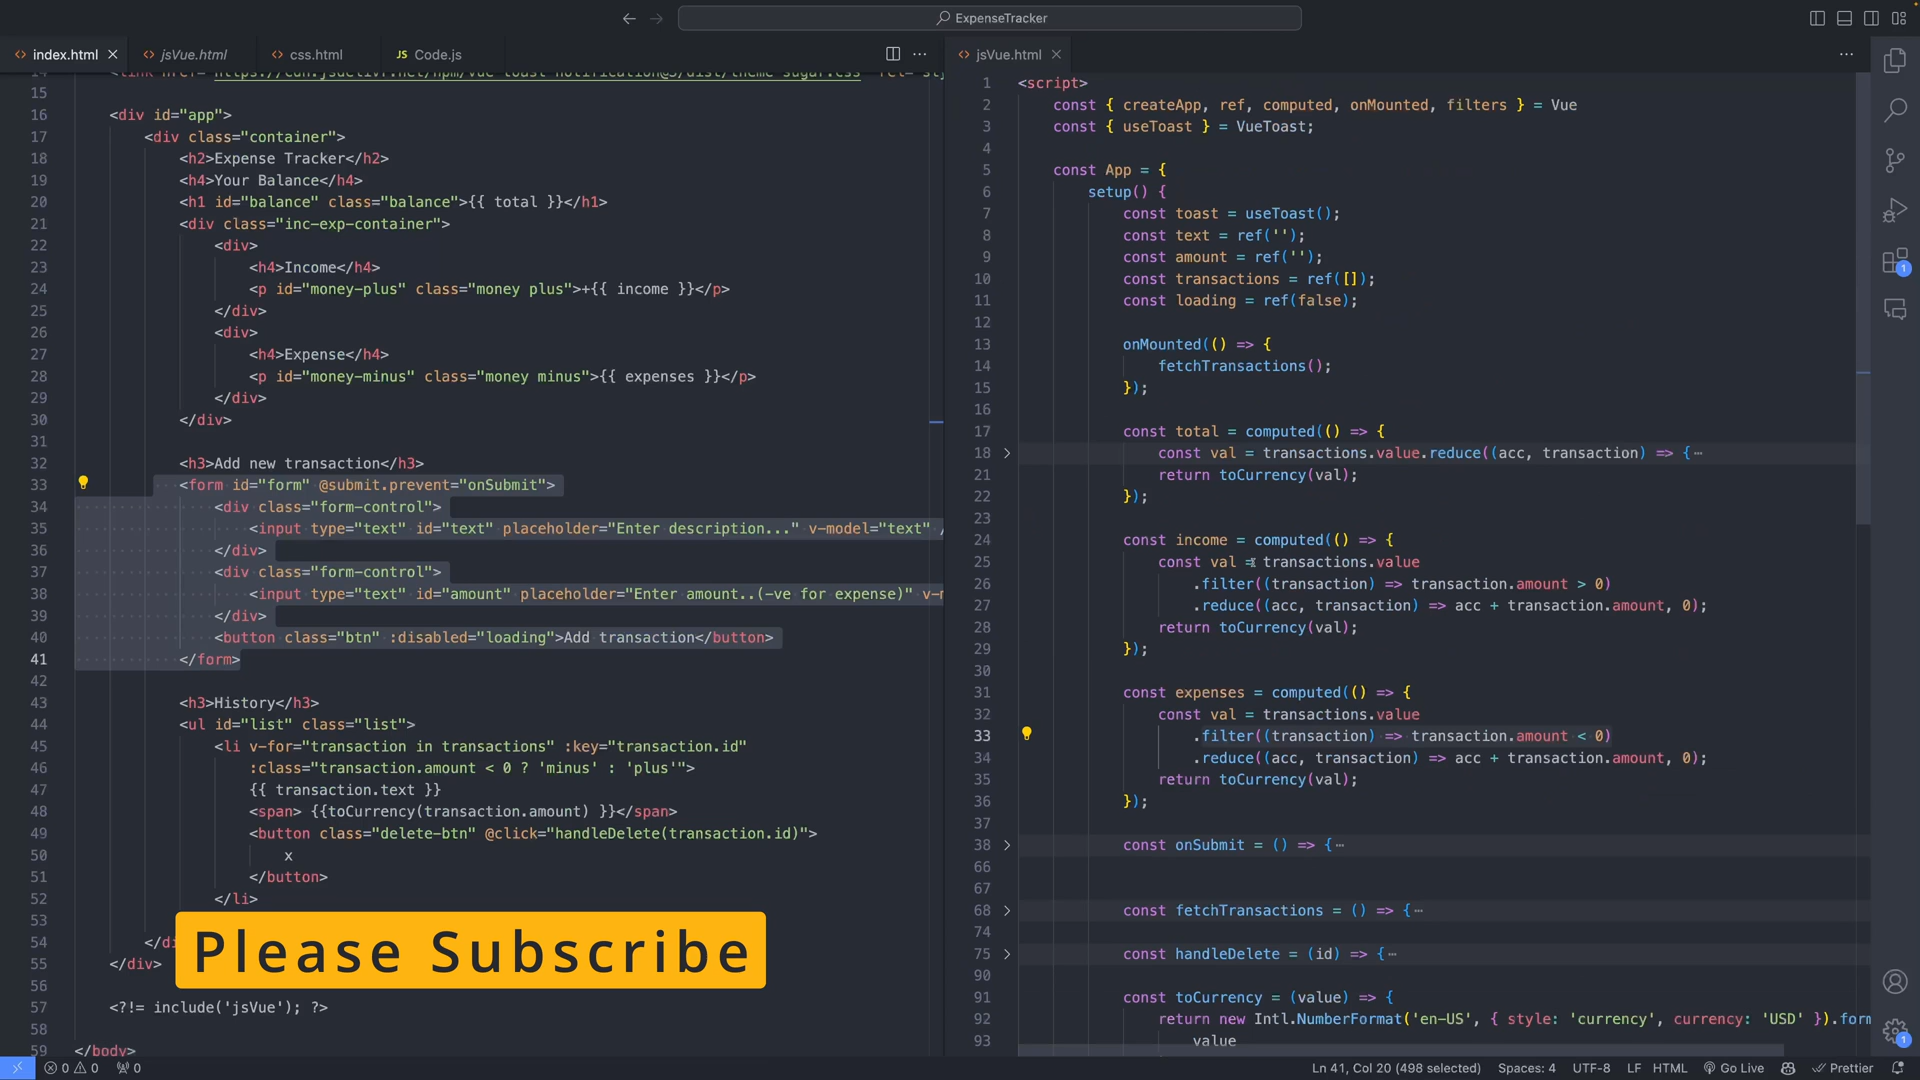 ExpenseTracker
index.html
jsVue.html
css.html
JS Code.js
jsVue.html
15
16 <div id="app">
17 <div class="container">
18 <h2>Expense Tracker</h2>
19 <h4>Your Balance</h4>
20 <h1 id="balance" class="balance">{{ total }}</h1>
21 <div class="inc-exp-container">
22 <div>
23 <h4>Income</h4>
24 <p id="money-plus" class="money plus">+{{ income }}</p>
25 </div>
26 <div>
27 <h4>Expense</h4>
28 <p id="money-minus" class="money minus">{{ expenses }}</p>
29 </div>
30 </div>
31
32 <h3>Add new transaction</h3>
33 <form id="form" @submit.prevent="onSubmit">
34 <div class="form-control">
35 <input type="text" id="text" placeholder="Enter description..." v-model="text" /
36 </div>
37 <div class="form-control">
38 <input type="text" id="amount" placeholder="Enter amount..(-ve for expense)" v-m
39 </div>
40 <button class="btn" :disabled="loading">Add transaction</button>
41 </form>
42
43 <h3>History</h3>
44 <ul id="list" class="list">
45 <li v-for="transaction in transactions" :key="transaction.id"
46 :class="transaction.amount < 0 ? 'minus' : 'plus'">
47 {{ transaction.text }}
48 <span> {{toCurrency(transaction.amount) }}</span>
49 <button class="delete-btn" @click="handleDelete(transaction.id)">
50 x
51 </button>
52 </li>
53
54 </di
55 </div>
56
57 <?!= include('jsVue'); ?>
58
59 </body>
Please Subscribe
1 <script>
2 const { createApp, ref, computed, onMounted, filters } = Vue
3 const { useToast } = VueToast;
4
5 const App = {
6 setup() {
7 const toast = useToast();
8 const text = ref('');
9 const amount = ref('');
10 const transactions = ref([]);
11 const loading = ref(false);
12
13 onMounted(() => {
14 fetchTransactions();
15 });
16
17 const total = computed(() => {
18 const val = transactions.value.reduce((acc, transaction) => {⋯
21 return toCurrency(val);
22 });
23
24 const income = computed(() => {
25 const val = transactions.value
26 .filter((transaction) => transaction.amount > 0)
27 .reduce((acc, transaction) => acc + transaction.amount, 0);
28 return toCurrency(val);
29 });
30
31 const expenses = computed(() => {
32 const val = transactions.value
33 .filter((transaction) => transaction.amount < 0)
34 .reduce((acc, transaction) => acc + transaction.amount, 0);
35 return toCurrency(val);
36 });
37
38 const onSubmit = () => {⋯
66
67
68 const fetchTransactions = () => {⋯
74
75 const handleDelete = (id) => {⋯
90
91 const toCurrency = (value) => {
92 return new Intl.NumberFormat('en-US', { style: 'currency', currency: 'USD' }).form
93 value
1
1
0 0 0
Ln 41, Col 20 (498 selected) Spaces: 4 UTF-8 LF HTML Go Live Prettier